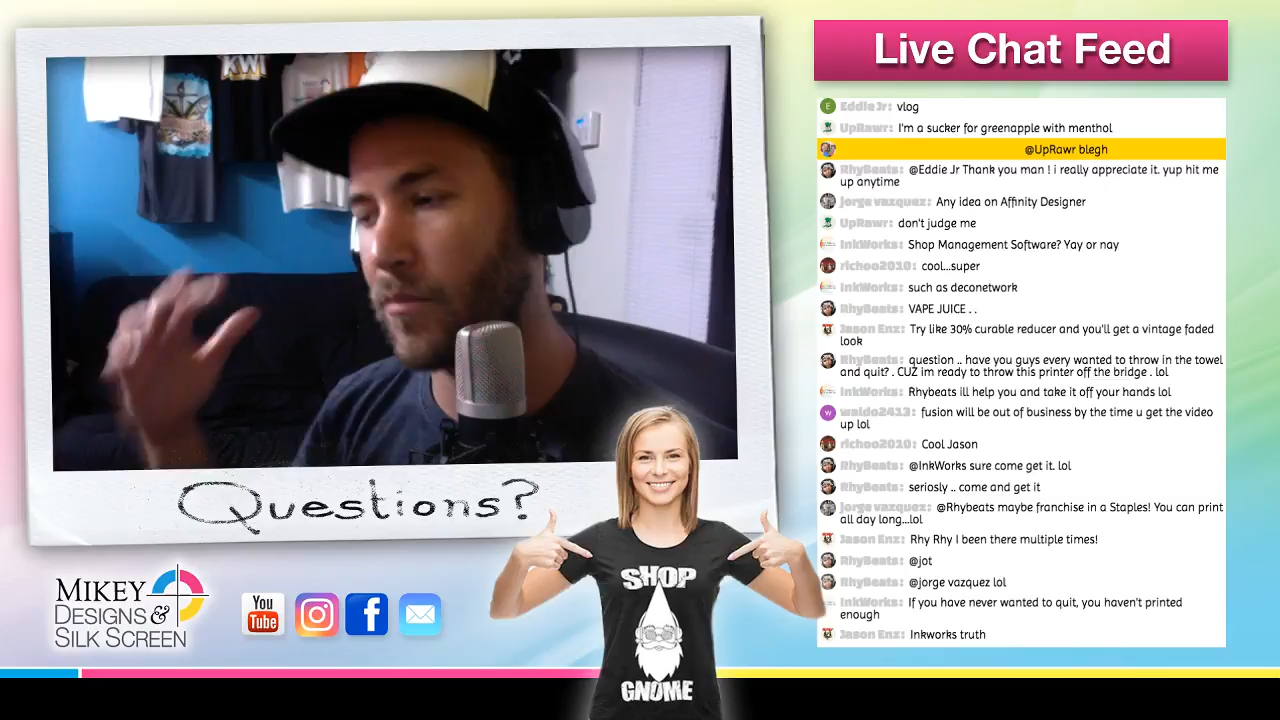 KWI
Questions?
MIKEY
DESIGNS &
SILK SCREEN
You
Tube
SHOP
GNOME
Live Chat Feed
E Eddie Jr: vlog
UpRawr: I'm a sucker for greenapple with menthol
@UpRawr blegh
RhyBeats: @Eddie Jr Thank you man ! i really appreciate it. yup hit me
up anytime
jorge vazquez: Any idea on Affinity Designer
UpRawr: don't judge me
InkWorks: Shop Management Software? Yay or nay
richoo2010: cool...super
InkWorks: such as deconetwork
RhyBeats: VAPE JUICE . .
Jason Enz: Try like 30% curable reducer and you'll get a vintage faded
look
RhyBeats: question .. have you guys every wanted to throw in the towel
and quit? . CUZ im ready to throw this printer off the bridge . lol
InkWorks: Rhybeats ill help you and take it off your hands lol
W waldo2413: fusion will be out of business by the time u get the video
up lol
richoo2010: Cool Jason
RhyBeats: @InkWorks sure come get it. lol
RhyBeats: seriosly .. come and get it
jorge vazquez: @Rhybeats maybe franchise in a Staples! You can print
all day long...lol
Jason Enz: Rhy Rhy I been there multiple times!
RhyBeats: @jot
RhyBeats: @jorge vazquez lol
InkWorks: If you have never wanted to quit, you haven't printed
enough
Jason Enz: Inkworks truth